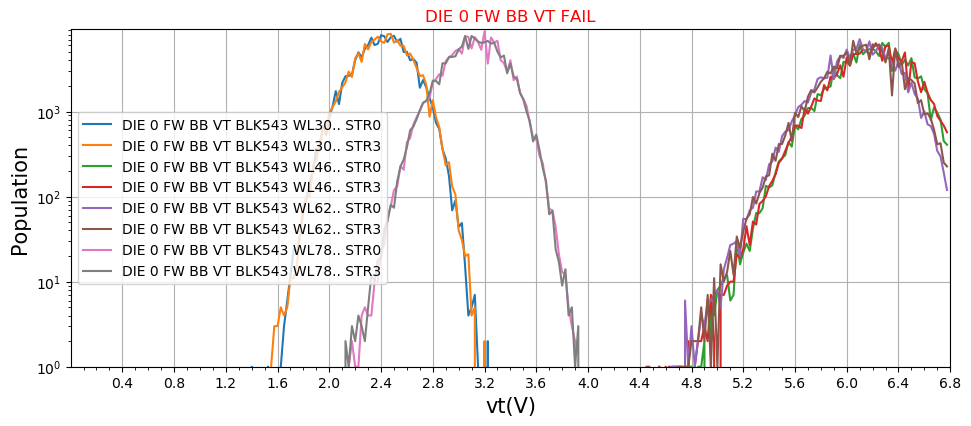 DIE 0 FW BB VT FAIL
Population
10³
10²
10¹
10⁰
DIE 0 FW BB VT BLK543 WL30.. STR0
DIE 0 FW BB VT BLK543 WL30.. STR3
DIE 0 FW BB VT BLK543 WL46.. STR0
DIE 0 FW BB VT BLK543 WL46.. STR3
DIE 0 FW BB VT BLK543 WL62.. STR0
DIE 0 FW BB VT BLK543 WL62.. STR3
DIE 0 FW BB VT BLK543 WL78.. STR0
DIE 0 FW BB VT BLK543 WL78.. STR3
0.4 0.8 1.2 1.6 2.0 2.4 2.8 3.2 3.6 4.0 4.4 4.8 5.2 5.6 6.0 6.4 6.8
vt(V)